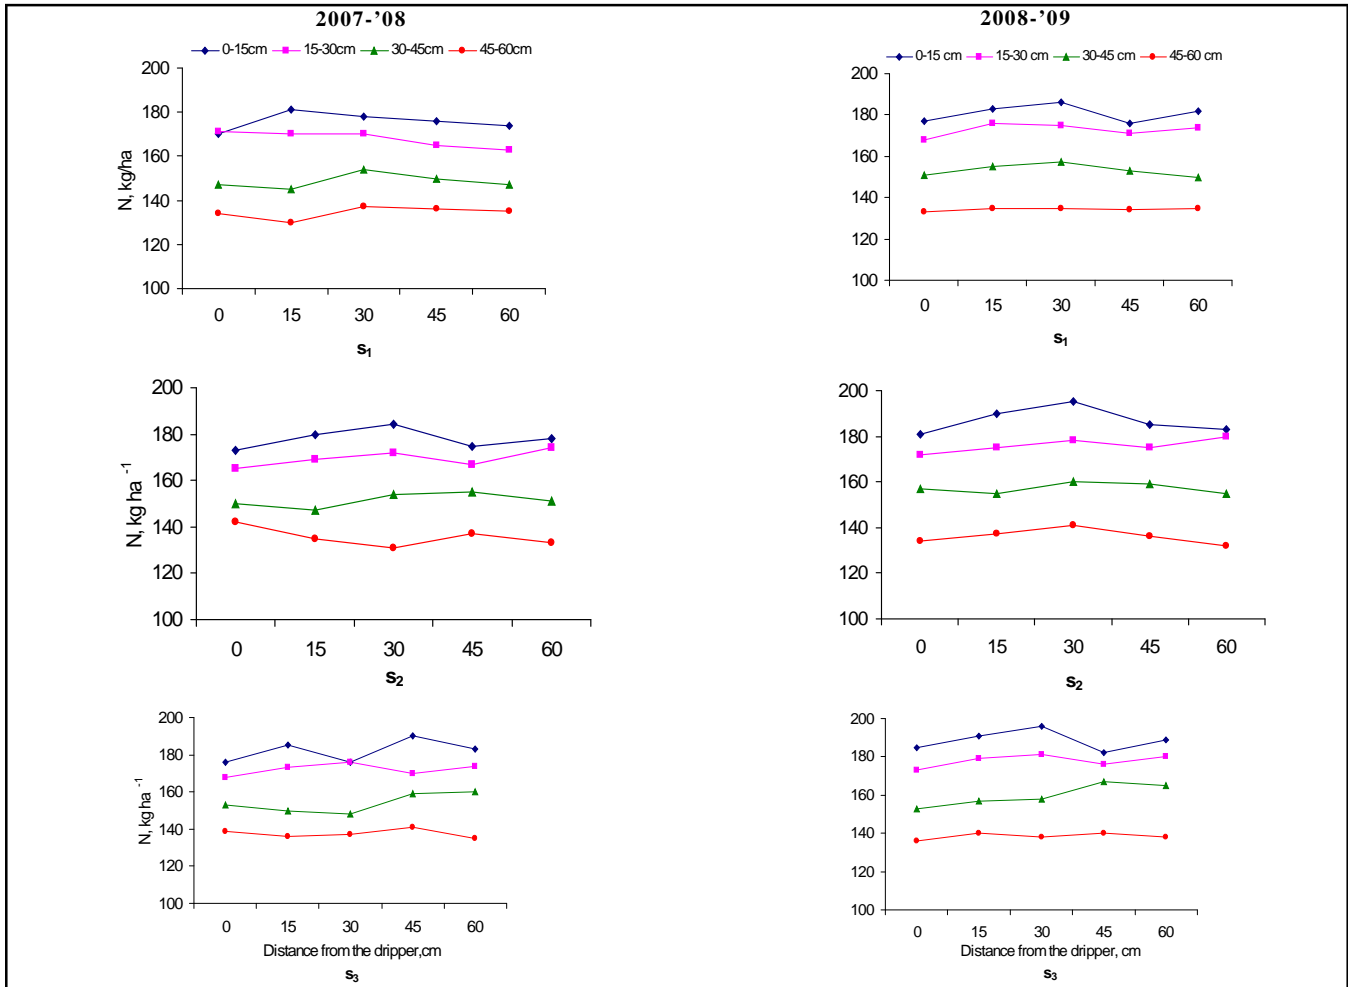 2007-’08
0-15cm 15-30cm 30-45cm 45-60cm
200
180
160
140
120
100
N, kg/ha
0 15 30 45 60
s1
200
180
160
140
120
100
N, kg ha -1
0 15 30 45 60
s2
200
180
160
140
120
100
N, kg ha -1
0 15 30 45 60
Distance from the dripper,cm
s3
2008-’09
0-15 cm 15-30 cm 30-45 cm 45-60 cm
200
180
160
140
120
100
0 15 30 45 60
s1
200
180
160
140
120
100
0 15 30 45 60
s2
200
180
160
140
120
100
0 15 30 45 60
Distance from the dripper, cm
s3